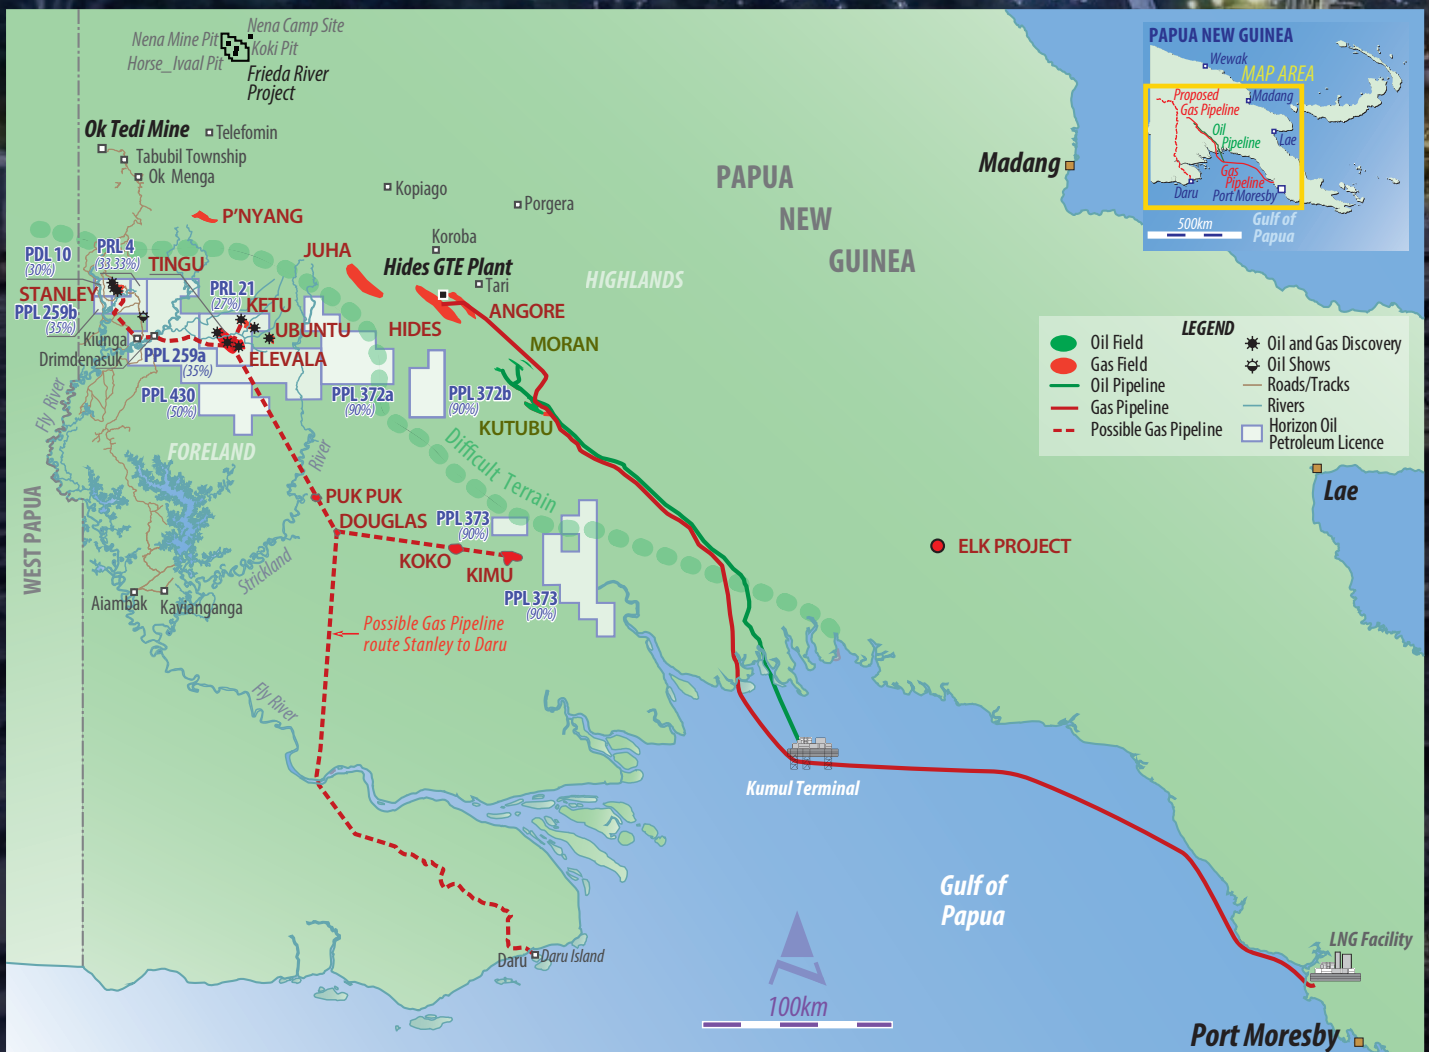 Nena Camp Site
Nena Mine Pit
Koki Pit
Horse_Ivaal Pit
Frieda River
Project
Ok Tedi Mine
Telefomin
Tabubil Township
Ok Menga
Kopiago
Porgera
P'NYANG
Koroba
JUHA
Hides GTE Plant
Tari
PDL 10
(30%)
PRL 4
(33.33%)
TINGU
STANLEY
PRL 21
(27%)
KETU
PPL 259b
(35%)
UBUNTU
Kiunga
Drimdenasuk
PPL 259a
(35%)
ELEVALA
HIDES
ANGORE
MORAN
PPL 430
(50%)
PPL 372a
(90%)
PPL 372b
(90%)
KUTUBU
PAPUA
NEW
GUINEA
HIGHLANDS
FORELAND
Difficult Terrain
Fly River
River
Strickland
WEST PAPUA
PUK PUK
DOUGLAS
PPL 373
(90%)
KOKO
KIMU
PPL 373
(90%)
Aiambak
Kavianganga
Possible Gas Pipeline
route Stanley to Daru
Fly River
Daru
Daru Island
ELK PROJECT
Kumul Terminal
Gulf of
Papua
100km
LNG Facility
Port Moresby
Madang
Lae
PAPUA NEW GUINEA
Wewak
MAP AREA
Proposed
Gas Pipeline
Madang
Oil
Pipeline
Lae
Gas
Pipeline
Daru
Port Moresby
500km
Gulf of
Papua
LEGEND
Oil Field
Gas Field
Oil Pipeline
Gas Pipeline
Possible Gas Pipeline
Oil and Gas Discovery
Oil Shows
Roads/Tracks
Rivers
Horizon Oil
Petroleum Licence